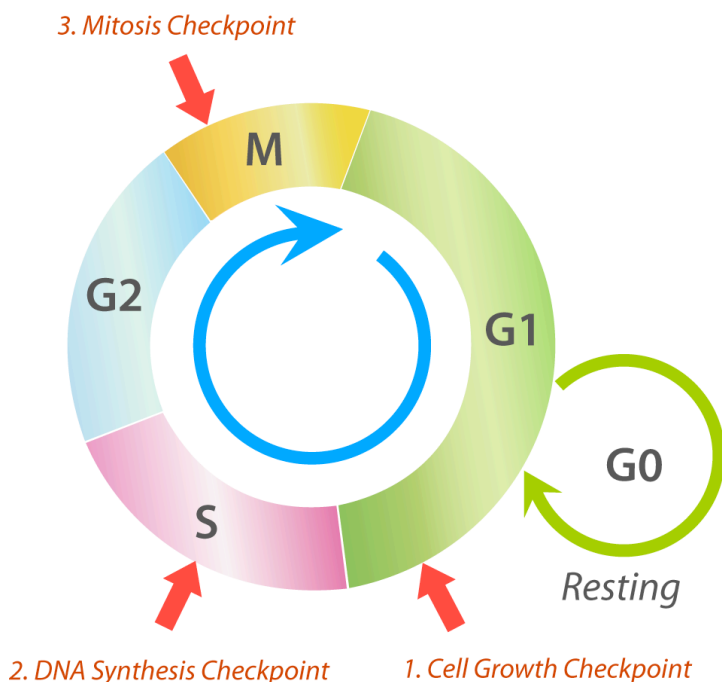 3. Mitosis Checkpoint
M
G2
G1
G0
S
Resting
2. DNA Synthesis Checkpoint
1. Cell Growth Checkpoint